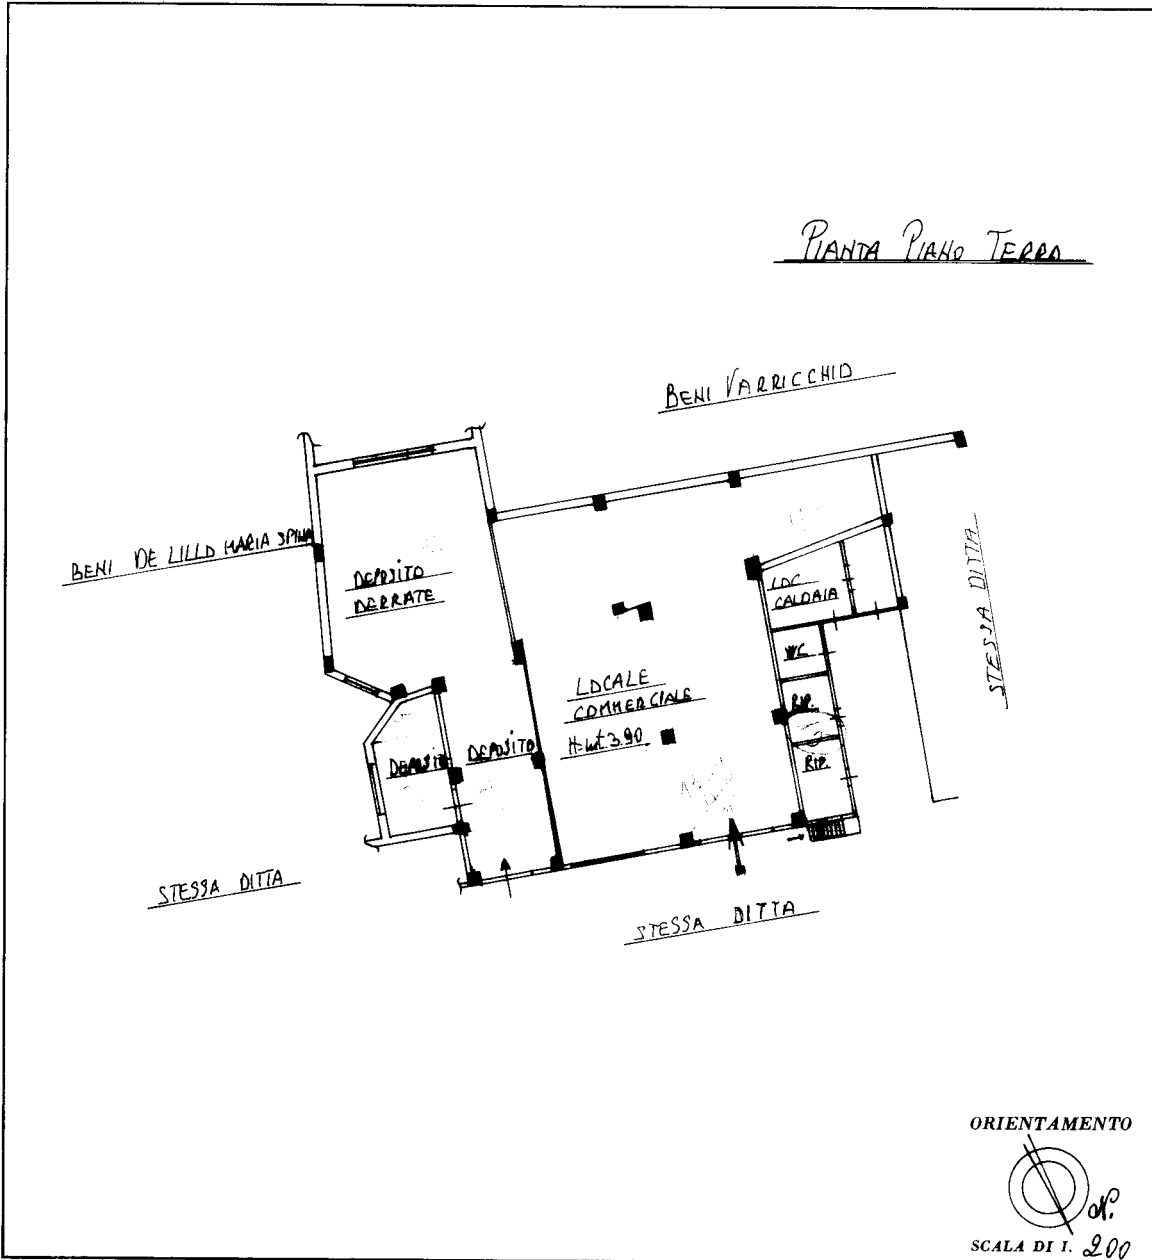 PIANTA PIANO TERRA
BENI VARRICCHIO
BENI DE LILLO MARIA SPINA
DEPOSITO
DERRATE
STESSA DITTA
LOC
CALDAIA
WC
LOCALE
COMMERCIALE
H=int 3.90
RIP.
RIP.
DEPOSITO
DEPOSITO
STESSA DITTA
STESSA DITTA
ORIENTAMENTO
N.
SCALA DI 1. 200